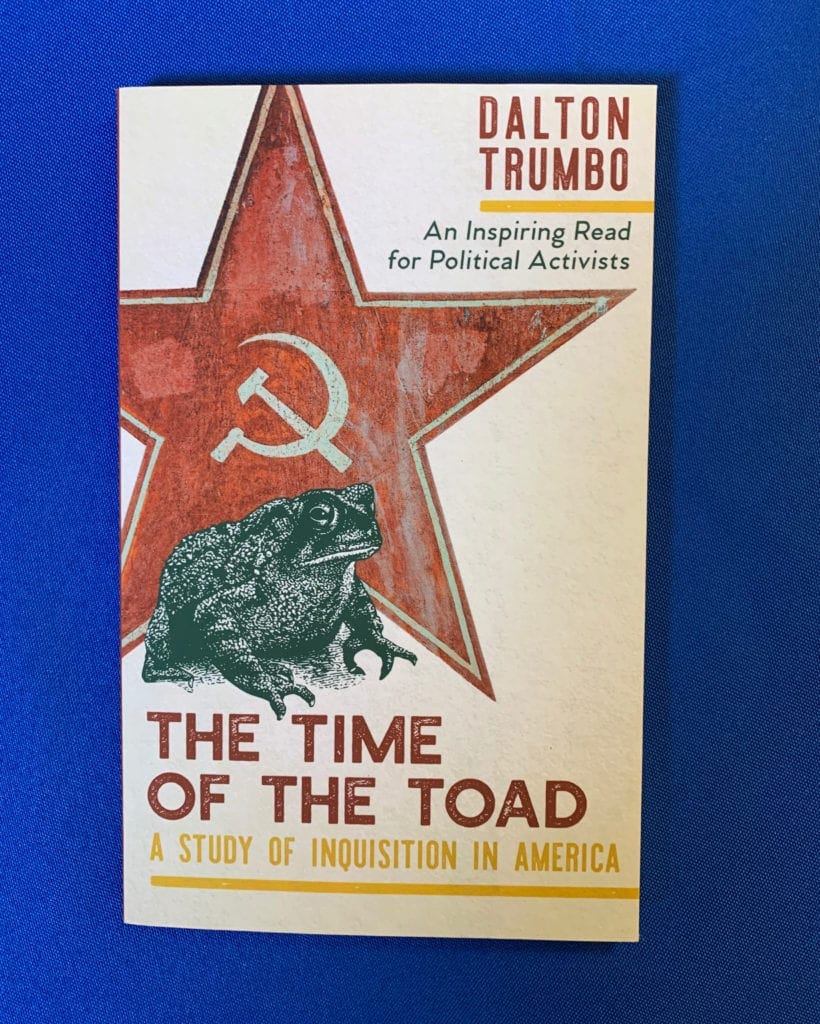 DALTON
TRUMBO
An Inspiring Read
for Political Activists
THE TIME
OF THE TOAD
A STUDY OF INQUISITION IN AMERICA